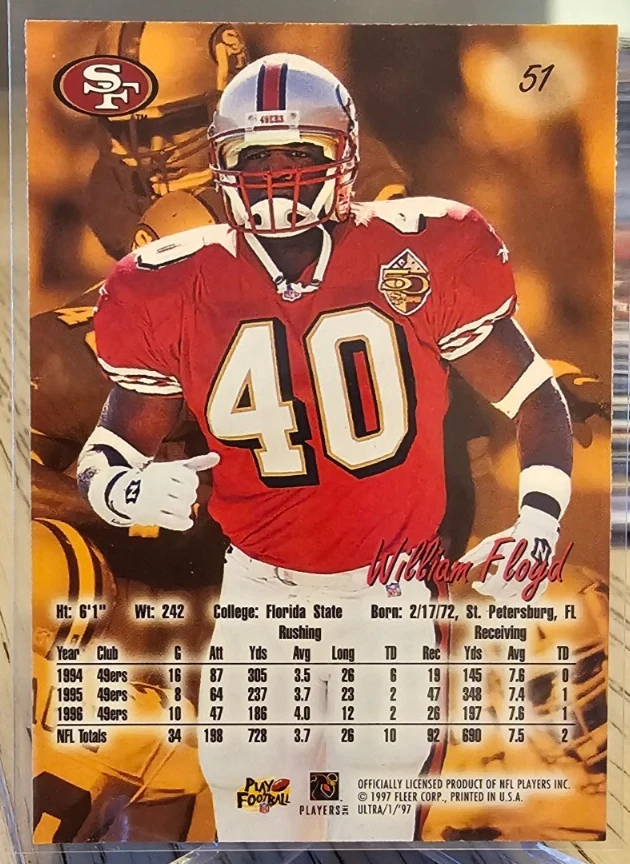 SF
TM
51
49ERS
40
50
40
William Floyd
Ht: 6'1" Wt: 242 College: Florida State Born: 2/17/72, St. Petersburg, FL
Rushing Receiving
Year Club G Att Yds Avg Long TD Rec Yds Avg TD
1994 49ers 16 87 305 3.5 26 6 19 145 7.6 0
1995 49ers 8 64 237 3.7 23 2 47 348 7.4 1
1996 49ers 10 47 186 4.0 12 2 26 197 7.6 1
NFL Totals 34 198 728 3.7 26 10 92 690 7.5 2
PLAY FOOTBALL
PLAYERS INC
OFFICIALLY LICENSED PRODUCT OF NFL PLAYERS INC.
© 1997 FLEER CORP., PRINTED IN U.S.A.
ULTRA/1/'97